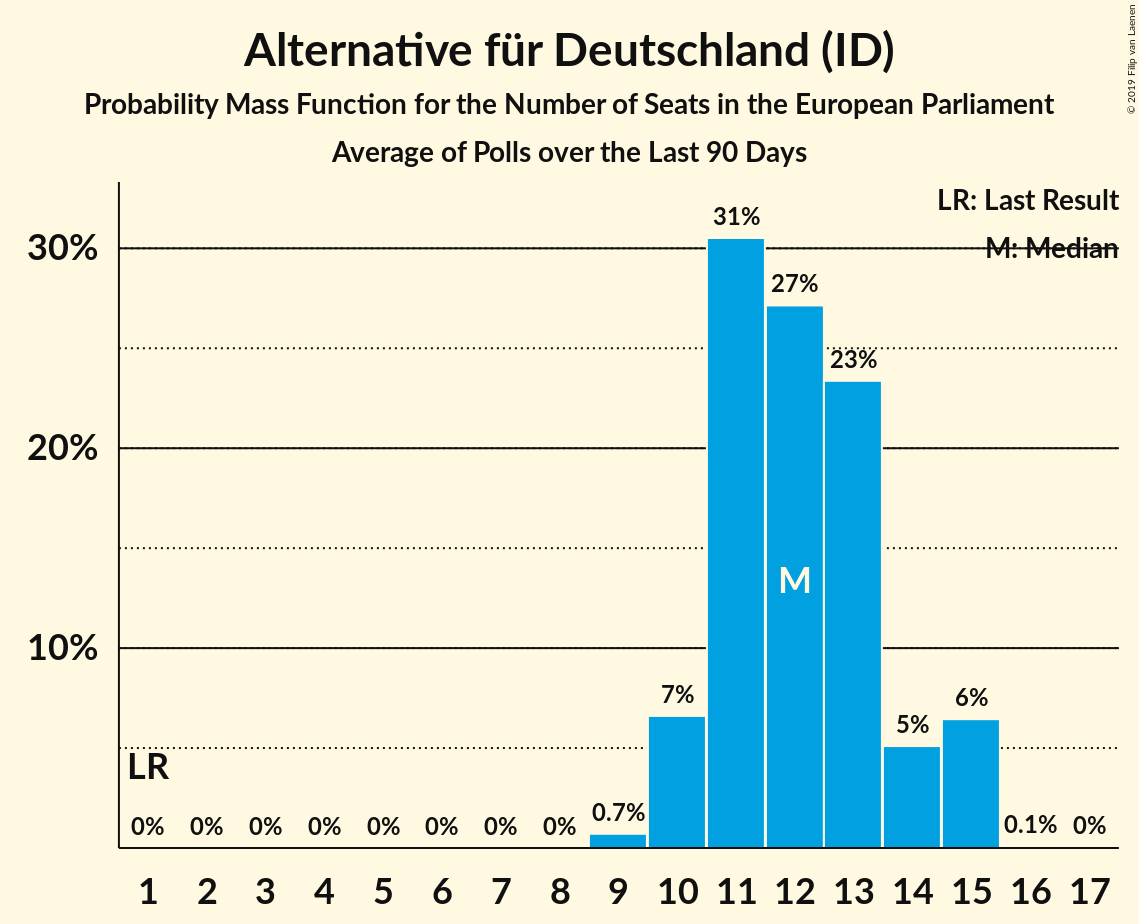 Alternative für Deutschland (ID)
Probability Mass Function for the Number of Seats in the European Parliament
Average of Polls over the Last 90 Days
© 2019 Filip van Laenen
LR: Last Result
M: Median
30%
20%
10%
31%
27%
23%
7%
5%
6%
0.7%
0.1%
0%
M
LR
0% 0% 0% 0% 0% 0% 0% 0%
1 2 3 4 5 6 7 8 9 10 11 12 13 14 15 16 17